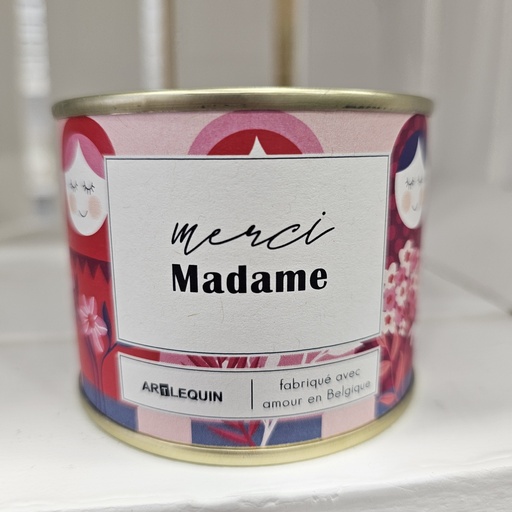 merci
Madame
ARTLEQUIN
fabriqué avec
amour en Belgique